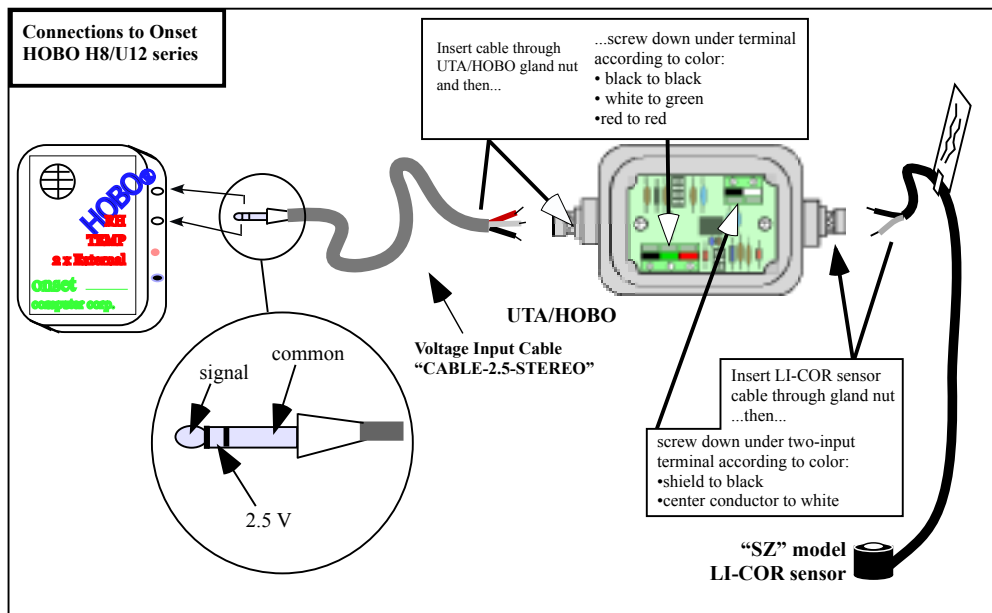 Connections to Onset
HOBO H8/U12 series
Insert cable through
UTA/HOBO gland nut
and then...
...screw down under terminal
according to color:
• black to black
• white to green
•red to red
HOBO®
RH
TEMP
2 x External
onset
computer corp.
UTA/HOBO
Voltage Input Cable
“CABLE-2.5-STEREO”
signal
common
2.5 V
Insert LI-COR sensor
cable through gland nut
...then...
screw down under two-input
terminal according to color:
•shield to black
•center conductor to white
“SZ” model
LI-COR sensor